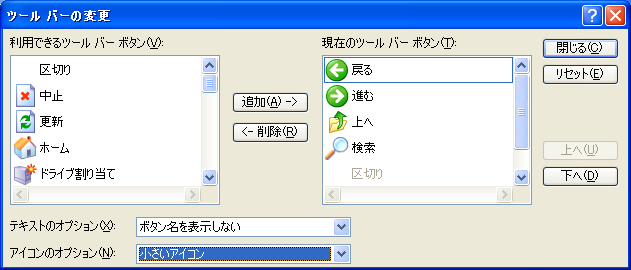 ツール バーの変更
利用できるツール バー ボタン(V):
区切り
中止
更新
ホーム
ドライブ割り当て
追加(A) ->
<- 削除(R)
現在のツール バー ボタン(T):
戻る
進む
上へ
検索
区切り
閉じる(C)
リセット(E)
上へ(U)
下へ(D)
テキストのオプション(X):
ボタン名を表示しない
アイコンのオプション(N):
小さいアイコン